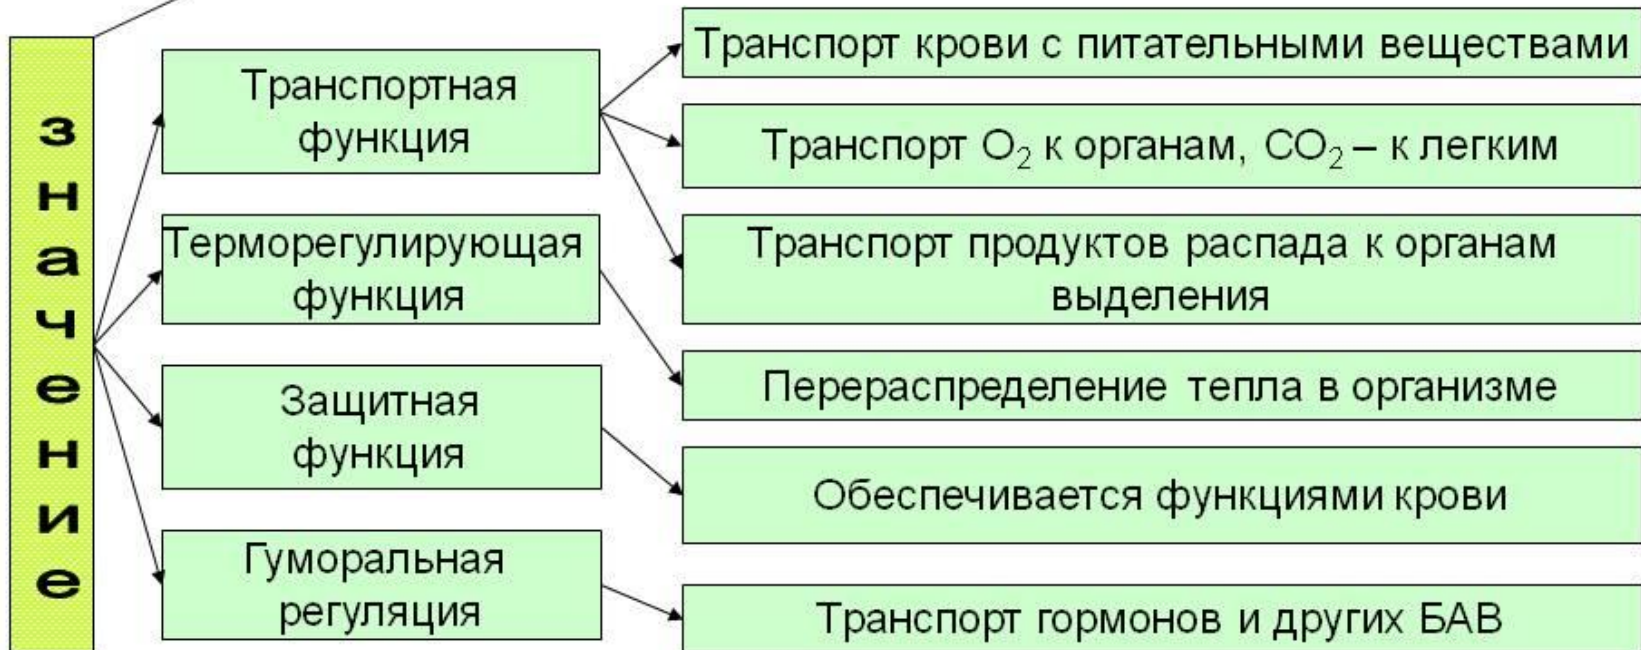 значение
Транспортная
функция
Транспорт крови с питательными веществами
Транспорт O₂ к органам, CO₂ – к легким
Транспорт продуктов распада к органам
выделения
Терморегулирующая
функция
Перераспределение тепла в организме
Защитная
функция
Обеспечивается функциями крови
Гуморальная
регуляция
Транспорт гормонов и других БАВ